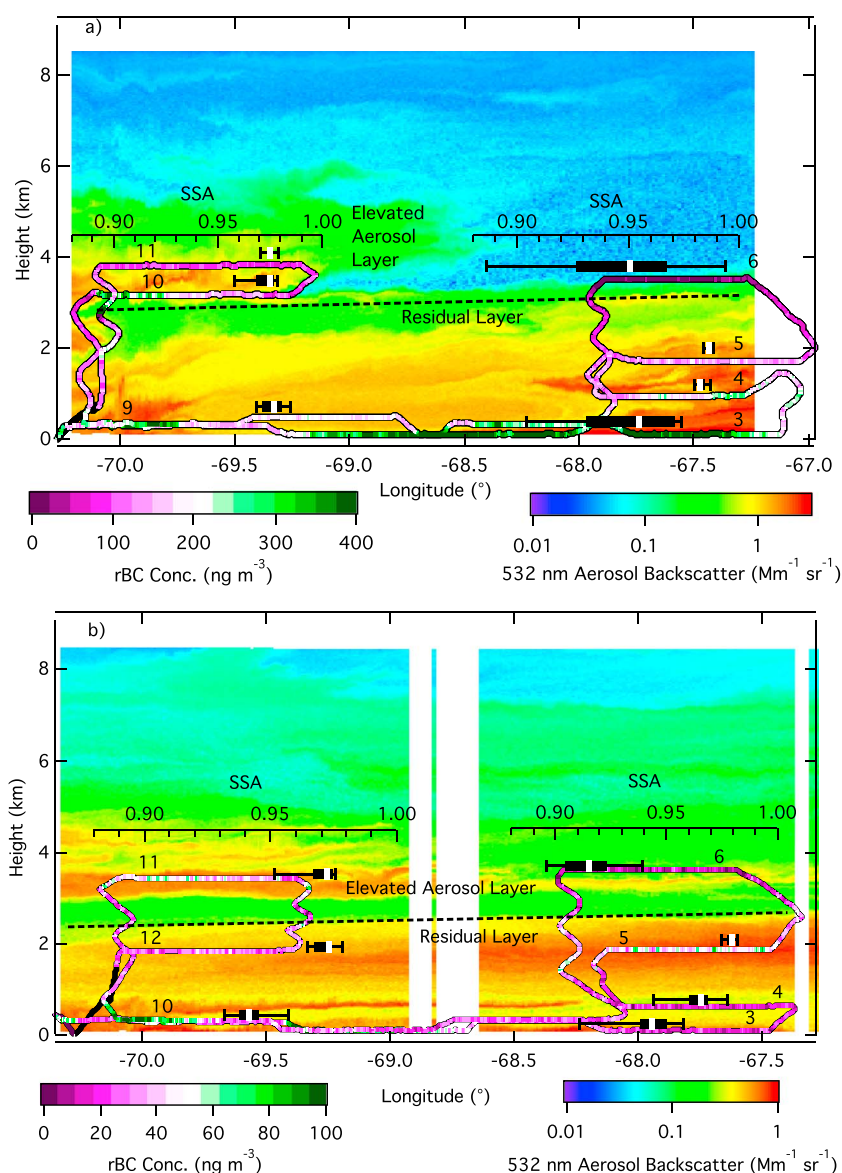 a)
8
6
4
2
0
Height (km)
SSA
0.90 0.95 1.00
Elevated
Aerosol
Layer
SSA
0.90 0.95 1.00
11
10
6
Residual Layer
5
4
9
3
-70.0 -69.5 -69.0 -68.5 -68.0 -67.5 -67.0
Longitude (°)
0 100 200 300 400
rBC Conc. (ng m-3)
0.01 0.1 1
532 nm Aerosol Backscatter (Mm-1 sr-1)
b)
8
6
4
2
0
Height (km)
SSA
0.90 0.95 1.00
SSA
0.90 0.95 1.00
11
6
Elevated Aerosol Layer
12
Residual Layer
5
10
4
3
-70.0 -69.5 -69.0 -68.5 -68.0 -67.5
Longitude (°)
0 20 40 60 80 100
rBC Conc. (ng m-3)
0.01 0.1 1
532 nm Aerosol Backscatter (Mm-1 sr-1)